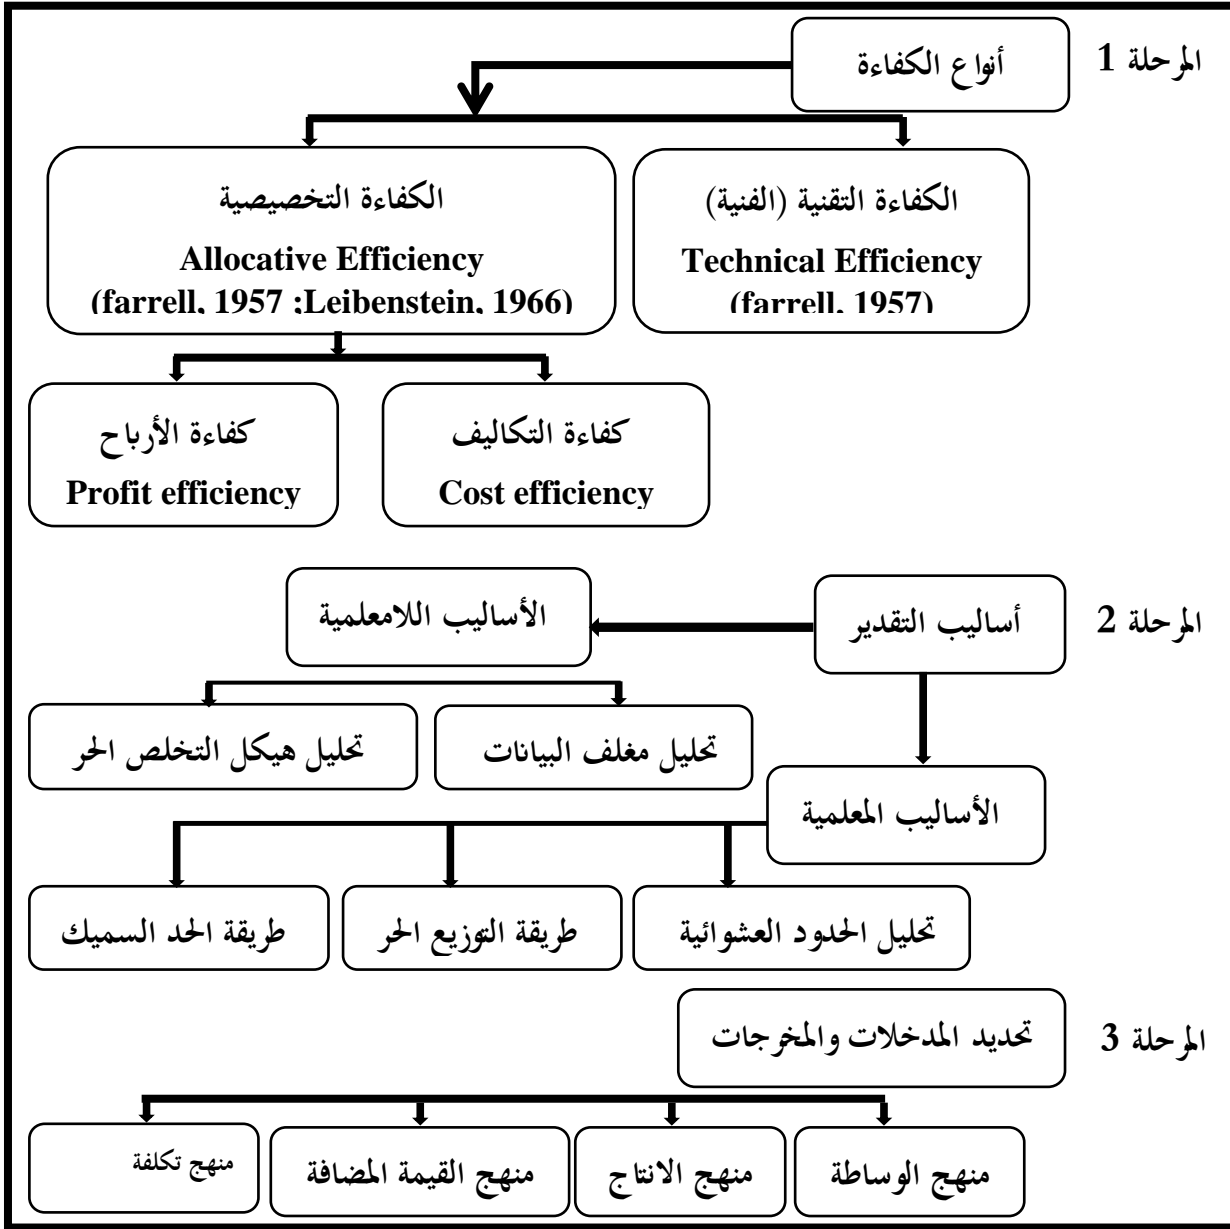 المرحلة 1
أنواع الكفاءة
الكفاءة التقنية (الفنية)
Technical Efficiency
(farrell, 1957)
الكفاءة التخصيصية
Allocative Efficiency
(farrell, 1957 ;Leibenstein, 1966)
كفاءة التكاليف
Cost efficiency
كفاءة الأرباح
Profit efficiency
المرحلة 2
أساليب التقدير
الأساليب اللامعلمية
تحليل مغلف البيانات
تحليل هيكل التخلص الحر
الأساليب المعلمية
تحليل الحدود العشوائية
طريقة التوزيع الحر
طريقة الحد السميك
المرحلة 3
تحديد المدخلات والمخرجات
منهج الوساطة
منهج الانتاج
منهج القيمة المضافة
منهج تكلفة